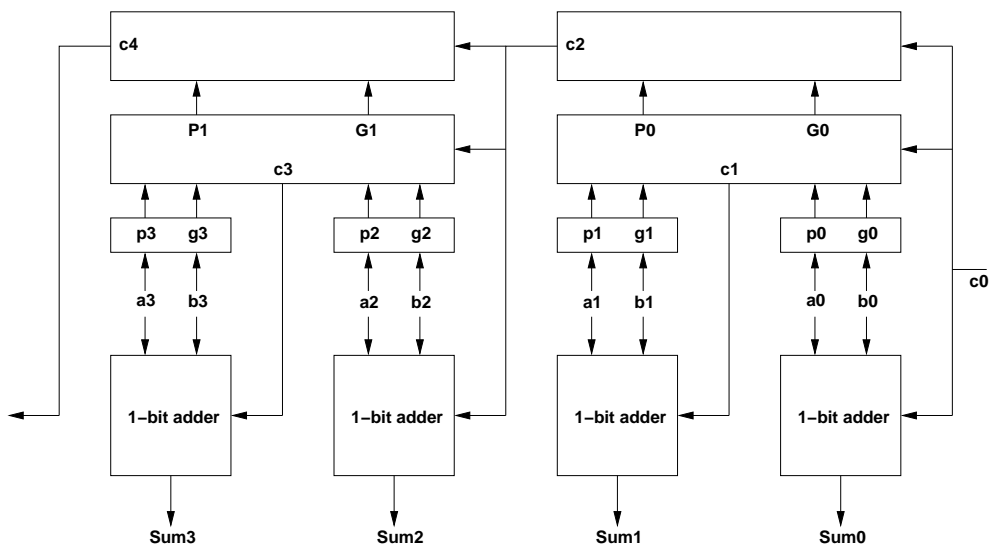 c4 c2
P1 G1 P0 G0
c3 c1
p3 g3 p2 g2 p1 g1 p0 g0
c0
a3 b3 a2 b2 a1 b1 a0 b0
1-bit adder 1-bit adder 1-bit adder 1-bit adder
Sum3 Sum2 Sum1 Sum0